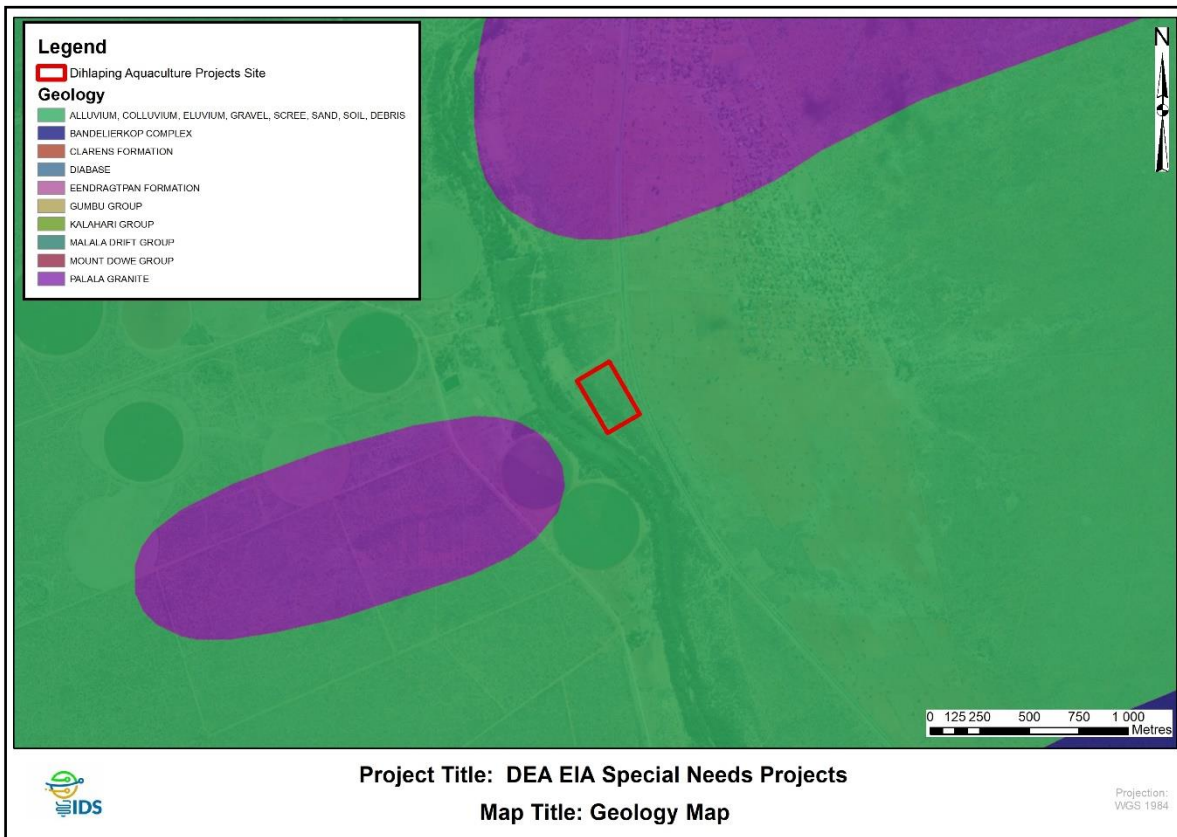 Legend
Dihlaping Aquaculture Projects Site
Geology
ALLUVIUM, COLLUVIUM, ELUVIUM, GRAVEL, SCREE, SAND, SOIL, DEBRIS
BANDELIERKOP COMPLEX
CLARENS FORMATION
DIABASE
EENDRAGTPAN FORMATION
GUMBU GROUP
KALAHARI GROUP
MALALA DRIFT GROUP
MOUNT DOWE GROUP
PALALA GRANITE
N
0 125 250 500 750 1 000
Metres
IDS
Project Title: DEA EIA Special Needs Projects
Map Title: Geology Map
Projection:
WGS 1984